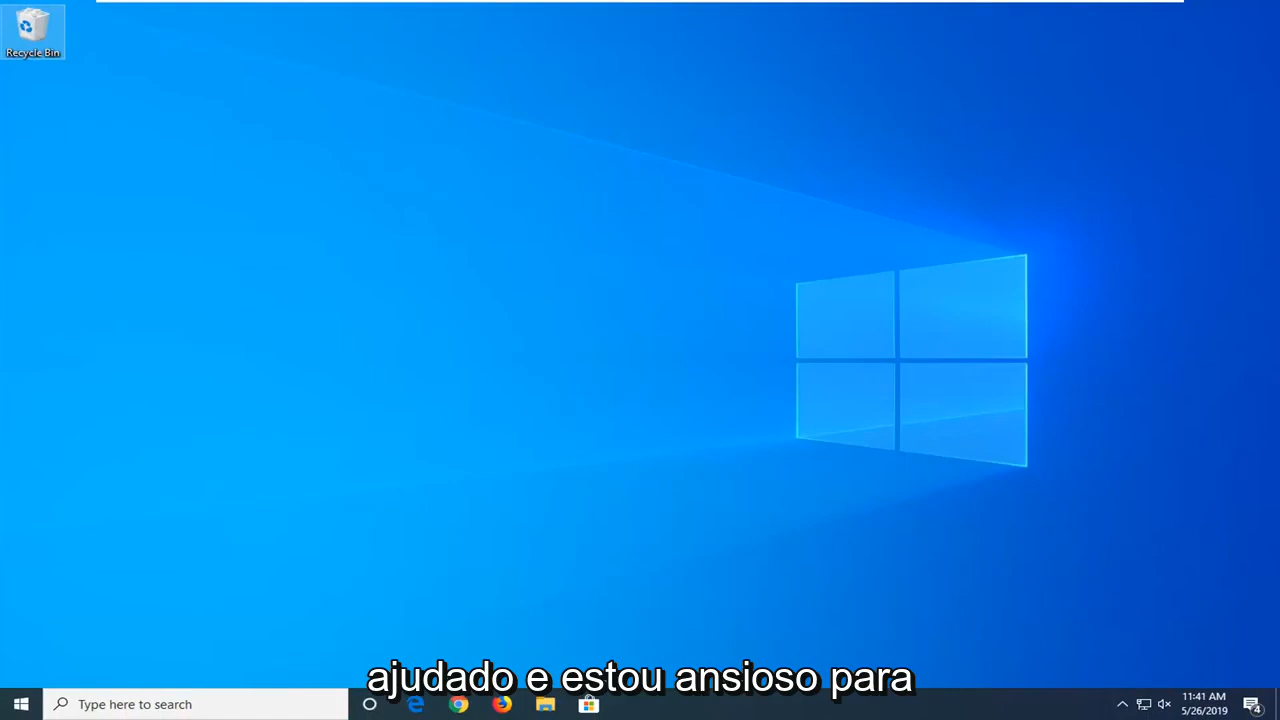 Recycle Bin
ajudado e estou ansioso para
Type here to search
11:41 AM
5/26/2019
4